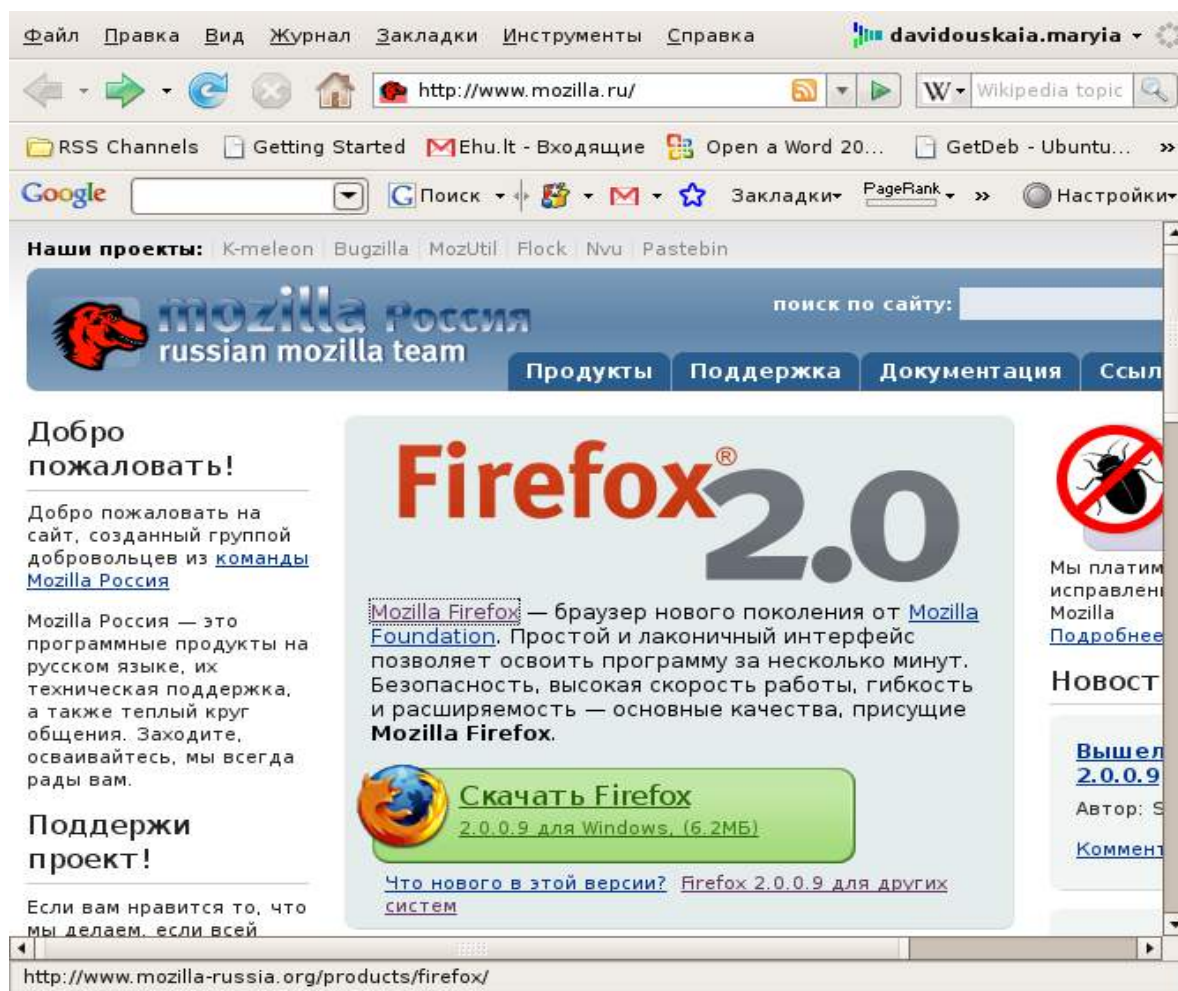 Файл Правка Вид Журнал Закладки Инструменты Справка davidouskaia.maryia
http://www.mozilla.ru/ W Wikipedia topic
RSS Channels Getting Started Ehu.lt - Входящие Open a Word 20... GetDeb - Ubuntu... »
Google G Поиск Закладки PageRank » Настройки
Наши проекты: K-meleon Bugzilla MozUtil Flock Nvu Pastebin
mozilla Россия
russian mozilla team
поиск по сайту:
Продукты Поддержка Документация Ссыл
Добро
пожаловать!
Добро пожаловать на
сайт, созданный группой
добровольцев из команды
Mozilla Россия
Mozilla Россия — это
программные продукты на
русском языке, их
техническая поддержка,
а также теплый круг
общения. Заходите,
осваивайтесь, мы всегда
рады вам.
Поддержи
проект!
Если вам нравится то, что
мы делаем, если всей
Firefox® 2.0
Mozilla Firefox — браузер нового поколения от Mozilla
Foundation. Простой и лаконичный интерфейс
позволяет освоить программу за несколько минут.
Безопасность, высокая скорость работы, гибкость
и расширяемость — основные качества, присущие
Mozilla Firefox.
Скачать Firefox
2.0.0.9 для Windows, (6.2МБ)
Что нового в этой версии? Firefox 2.0.0.9 для других
систем
Мы платим
исправлен
Mozilla
Подробнее
Новост
Вышел
2.0.0.9
Автор: S
Коммент
http://www.mozilla-russia.org/products/firefox/